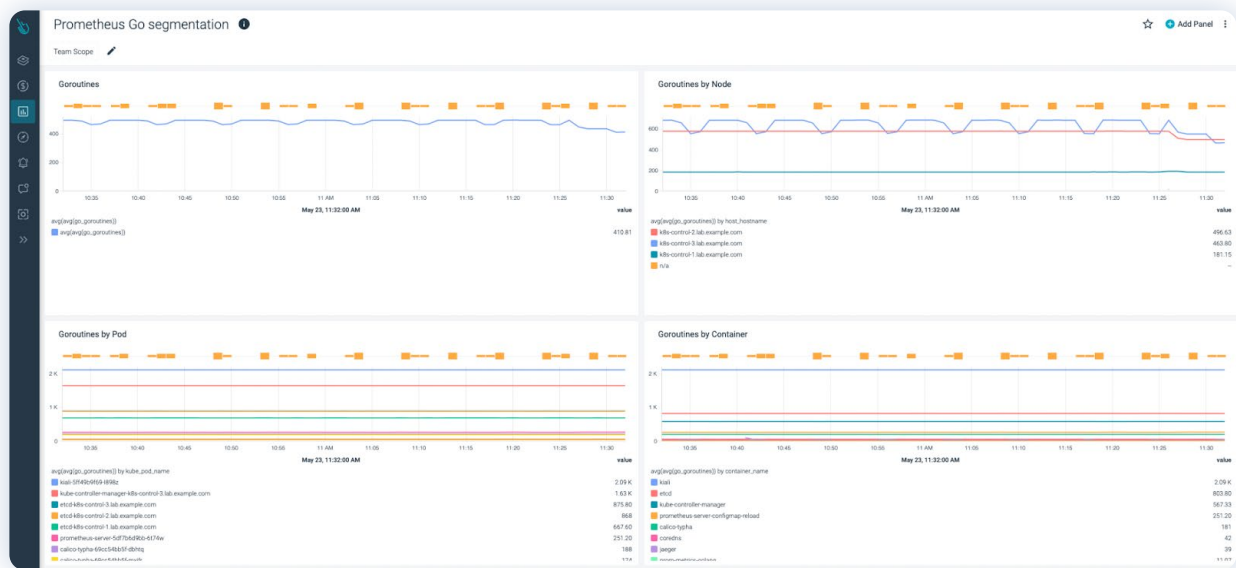 Prometheus Go segmentation
Add Panel
Team Scope
Goroutines
400
200
0
10:35 10:40 10:45 10:50 10:55 11 AM 11:05 11:10 11:15 11:20 11:25 11:30
May 23, 11:32:00 AM value
avg(avg(go_goroutines))
avg(avg(go_goroutines)) 410.81
Goroutines by Node
600
400
200
0
10:35 10:40 10:45 10:50 10:55 11 AM 11:05 11:10 11:15 11:20 11:25 11:30
May 23, 11:32:00 AM value
avg(avg(go_goroutines)) by host_hostname
k8s-control-2.lab.example.com 496.63
k8s-control-3.lab.example.com 463.80
k8s-control-1.lab.example.com 181.15
n/a --
Goroutines by Pod
2 K
1 K
0
10:35 10:40 10:45 10:50 10:55 11 AM 11:05 11:10 11:15 11:20 11:25 11:30
May 23, 11:32:00 AM value
avg(avg(go_goroutines)) by kube_pod_name
kiali-5ff49b9f69-l898z 2.09 K
kube-controller-manager-k8s-control-3.lab.example.com 1.63 K
etcd-k8s-control-3.lab.example.com 875.80
etcd-k8s-control-2.lab.example.com 868
etcd-k8s-control-1.lab.example.com 667.60
prometheus-server-5df7b6d9bb-6t74w 251.20
calico-typha-69cc54bb5f-dbhtq 188
Goroutines by Container
2 K
1 K
0
10:35 10:40 10:45 10:50 10:55 11 AM 11:05 11:10 11:15 11:20 11:25 11:30
May 23, 11:32:00 AM value
avg(avg(go_goroutines)) by container_name
kiali 2.09 K
etcd 803.80
kube-controller-manager 567.33
prometheus-server-configmap-reload 251.20
calico-typha 181
coredns 42
jaeger 39